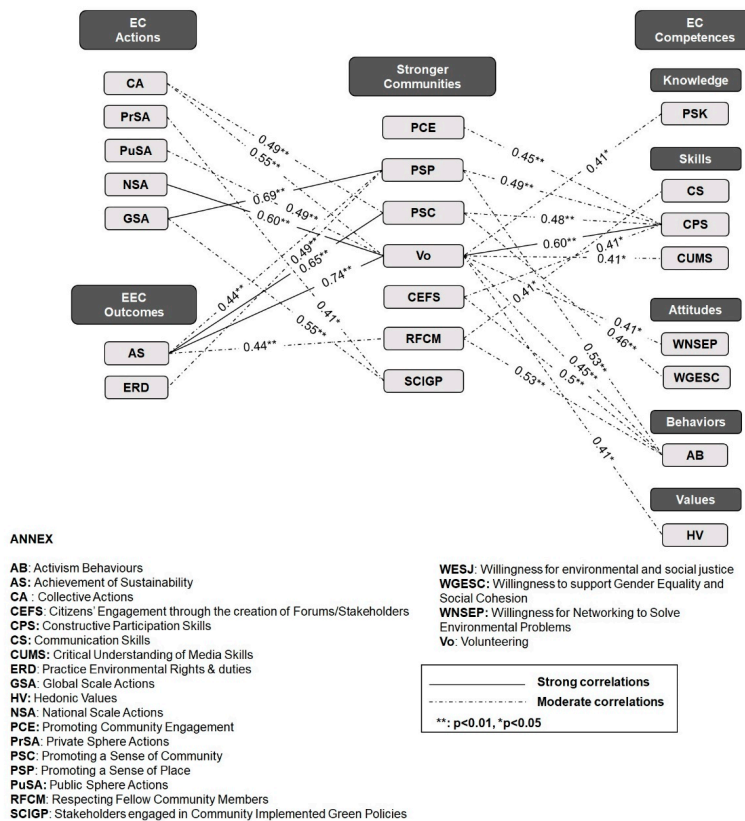 EC
Actions
EC
Competences
Stronger
Communities
Knowledge
CA
PrSA
PuSA
NSA
GSA
PCE
PSP
PSC
Vo
CEFS
RFCM
SCIGP
PSK
Skills
CS
CPS
CUMS
EEC
Outcomes
AS
ERD
Attitudes
WNSEP
WGESC
Behaviors
AB
Values
HV
0.49**
0.55**
0.69**
0.49**
0.60**
0.49**
0.65**
0.44**
0.74**
0.41*
0.55**
0.44**
0.45**
0.41*
0.49**
0.48**
0.60**
0.41*
0.41*
0.41*
0.41*
0.46**
0.53**
0.45**
0.5**
0.53**
0.41*
ANNEX
AB: Activism Behaviours
AS: Achievement of Sustainability
CA : Collective Actions
CEFS: Citizens' Engagement through the creation of Forums/Stakeholders
CPS: Constructive Participation Skills
CS: Communication Skills
CUMS: Critical Understanding of Media Skills
ERD: Practice Environmental Rights & duties
GSA: Global Scale Actions
HV: Hedonic Values
NSA: National Scale Actions
PCE: Promoting Community Engagement
PrSA: Private Sphere Actions
PSC: Promoting a Sense of Community
PSP: Promoting a Sense of Place
PuSA: Public Sphere Actions
RFCM: Respecting Fellow Community Members
SCIGP: Stakeholders engaged in Community Implemented Green Policies
WESJ: Willingness for environmental and social justice
WGESC: Willingness to support Gender Equality and
Social Cohesion
WNSEP: Willingness for Networking to Solve
Environmental Problems
Vo: Volunteering
Strong correlations
Moderate correlations
**: p<0.01, *p<0.05